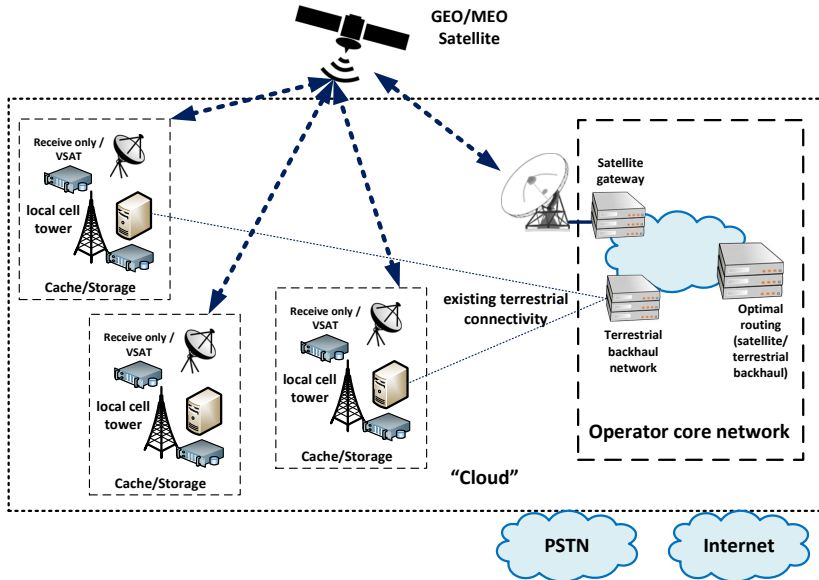 GEO/MEO
Satellite
Receive only /
VSAT
local cell
tower
Cache/Storage
Receive only /
VSAT
local cell
tower
Cache/Storage
Receive only /
VSAT
local cell
tower
Cache/Storage
existing terrestrial
connectivity
Satellite
gateway
Terrestrial
backhaul
network
Optimal
routing
(satellite/
terrestrial
backhaul)
Operator core network
“Cloud”
PSTN
Internet